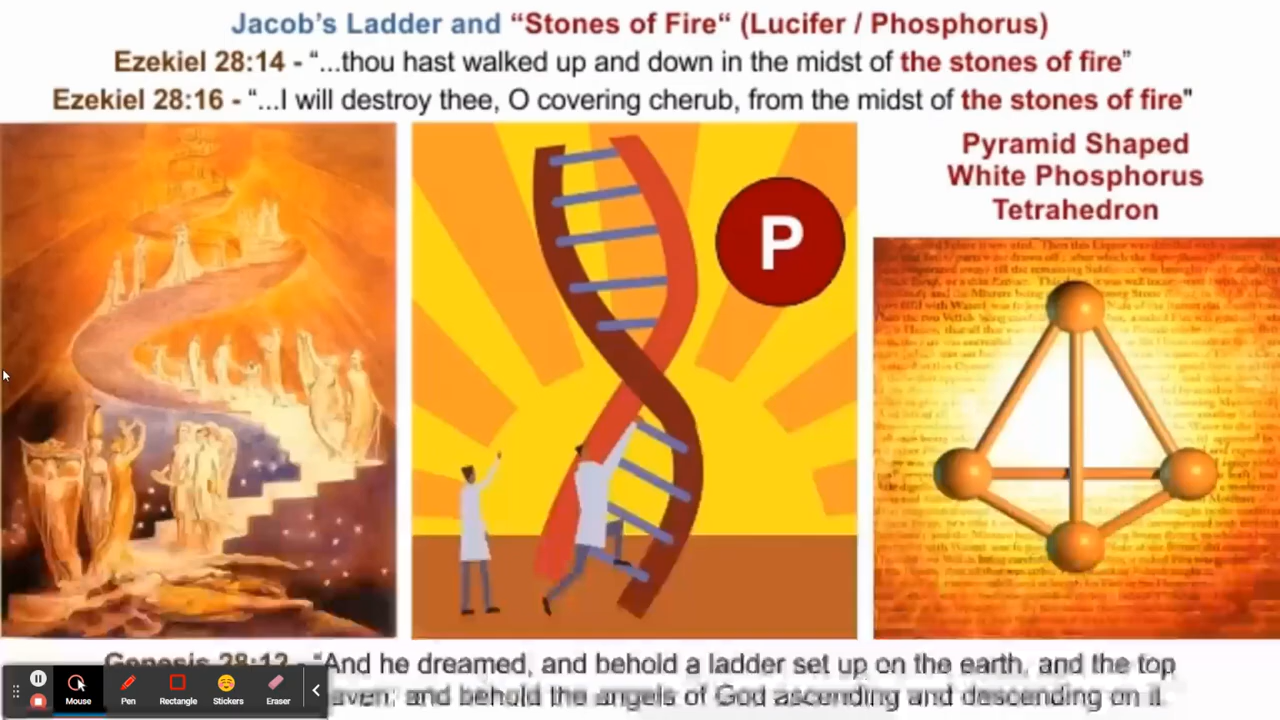 Jacob's Ladder and “Stones of Fire“ (Lucifer / Phosphorus)
Ezekiel 28:14 - “...thou hast walked up and down in the midst of the stones of fire”
Ezekiel 28:16 - “...I will destroy thee, O covering cherub, from the midst of the stones of fire"
Pyramid Shaped
White Phosphorus
Tetrahedron
P
Genesis 28:12 - “And he dreamed, and behold a ladder set up on the earth, and the top
and behold the angels of God ascending and descending on it.
Mouse
Pen
Rectangle
Stickers
Eraser